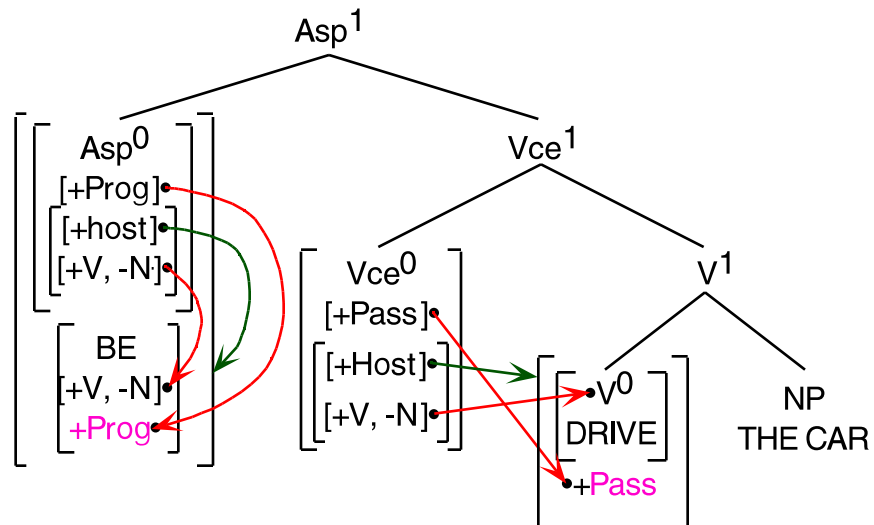 Asp1
Asp0
[+Prog]
[+host]
[+V, -N]
BE
[+V, -N]
+Prog
Vce1
Vce0
[+Pass]
[+Host]
[+V, -N]
V1
V0
DRIVE
+Pass
NP
THE CAR